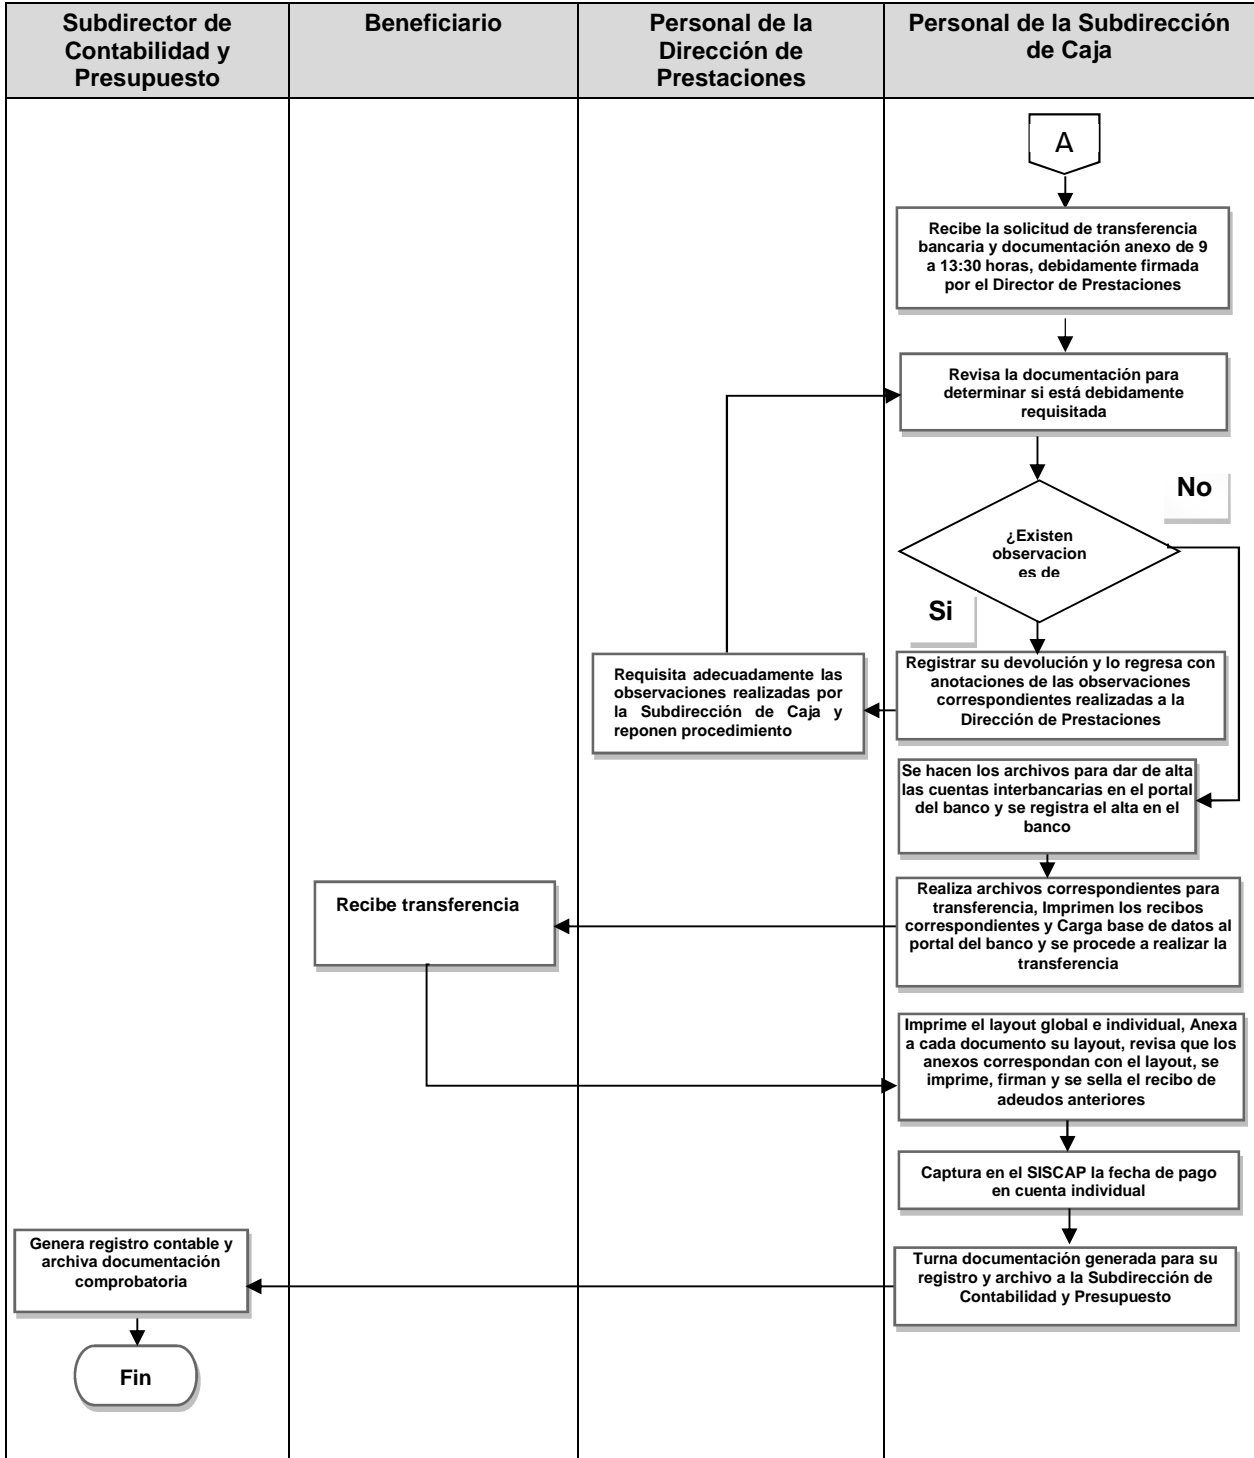 Subdirector de
Contabilidad y
Presupuesto
Beneficiario
Personal de la
Dirección de
Prestaciones
Personal de la Subdirección
de Caja
A
Recibe la solicitud de transferencia
bancaria y documentación anexo de 9
a 13:30 horas, debidamente firmada
por el Director de Prestaciones
Revisa la documentación para
determinar si está debidamente
requisitada
No
¿Existen
observacion
es de
Si
Registrar su devolución y lo regresa con
anotaciones de las observaciones
correspondientes realizadas a la
Dirección de Prestaciones
Requisita adecuadamente las
observaciones realizadas por
la Subdirección de Caja y
reponen procedimiento
Se hacen los archivos para dar de alta
las cuentas interbancarias en el portal
del banco y se registra el alta en el
banco
Realiza archivos correspondientes para
transferencia, Imprimen los recibos
correspondientes y Carga base de datos al
portal del banco y se procede a realizar la
transferencia
Recibe transferencia
Imprime el layout global e individual, Anexa
a cada documento su layout, revisa que los
anexos correspondan con el layout, se
imprime, firman y se sella el recibo de
adeudos anteriores
Captura en el SISCAP la fecha de pago
en cuenta individual
Turna documentación generada para su
registro y archivo a la Subdirección de
Contabilidad y Presupuesto
Genera registro contable y
archiva documentación
comprobatoria
Fin